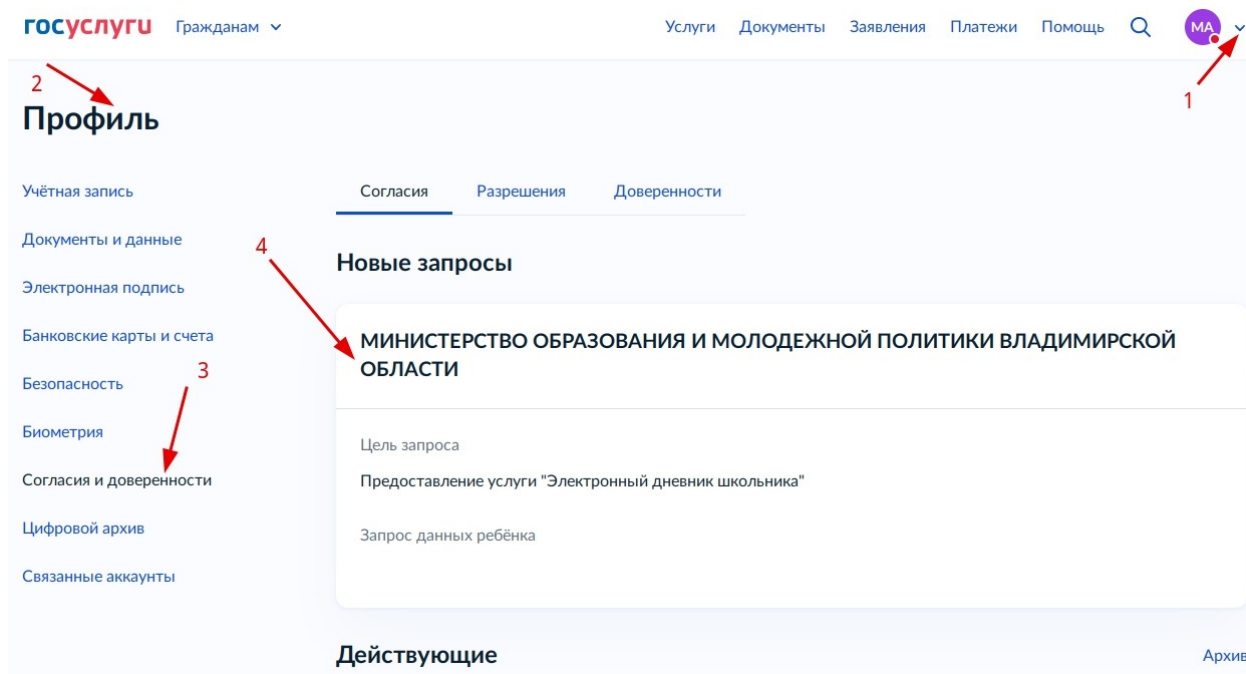 госуслуги Гражданам Услуги Документы Заявления Платежи Помощь МА
2
1
Профиль
Учётная запись
Документы и данные
Электронная подпись
Банковские карты и счета
3
Безопасность
Биометрия
Согласия и доверенности
Цифровой архив
Связанные аккаунты
Согласия Разрешения Доверенности
4
Новые запросы
МИНИСТЕРСТВО ОБРАЗОВАНИЯ И МОЛОДЕЖНОЙ ПОЛИТИКИ ВЛАДИМИРСКОЙ
ОБЛАСТИ
Цель запроса
Предоставление услуги "Электронный дневник школьника"
Запрос данных ребёнка
Действующие Архив